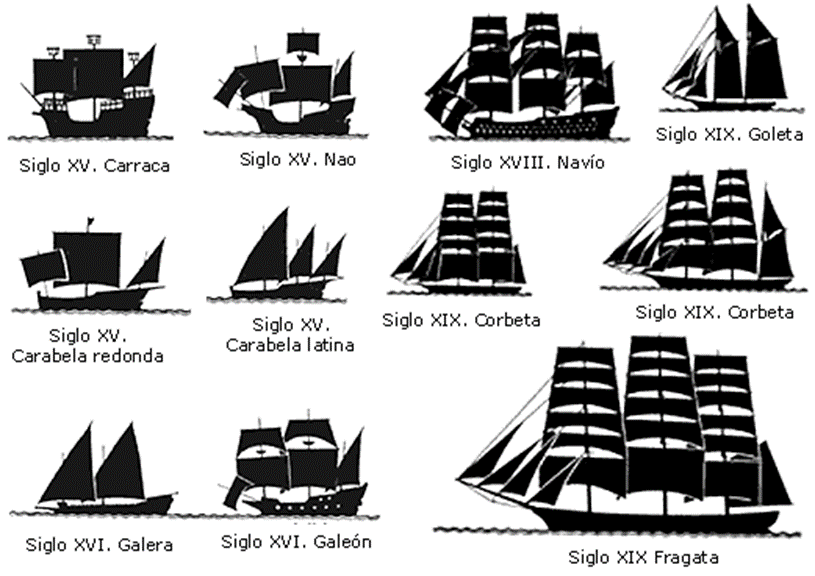 Siglo XV. Carraca
Siglo XV. Nao
Siglo XVIII. Navío
Siglo XIX. Goleta
Siglo XV.
Carabela redonda
Siglo XV.
Carabela latina
Siglo XIX. Corbeta
Siglo XIX. Corbeta
Siglo XVI. Galera
Siglo XVI. Galeón
Siglo XIX Fragata